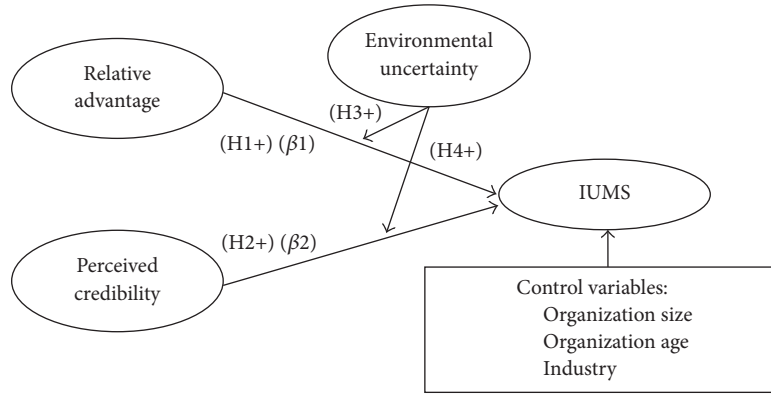 Environmental
uncertainty
Relative
advantage
(H3+)
(H1+) (β1)
(H4+)
IUMS
(H2+) (β2)
Perceived
credibility
Control variables:
Organization size
Organization age
Industry